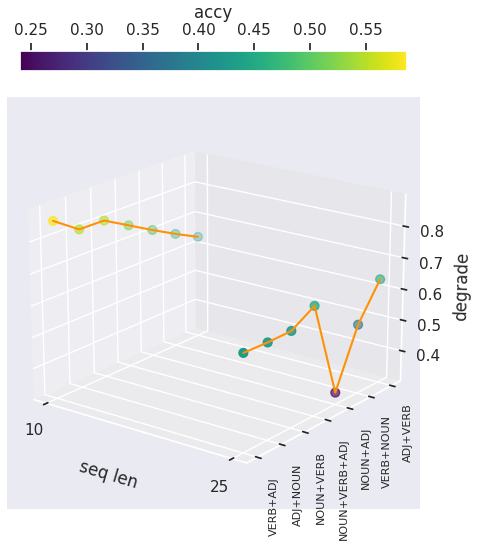 accy
0.25 0.30 0.35 0.40 0.45 0.50 0.55
0.8
0.7
0.6
0.5
0.4
degrade
10
25
seq len
VERB+ADJ
ADJ+NOUN
NOUN+VERB
NOUN+VERB+ADJ
NOUN+ADJ
VERB+NOUN
ADJ+VERB